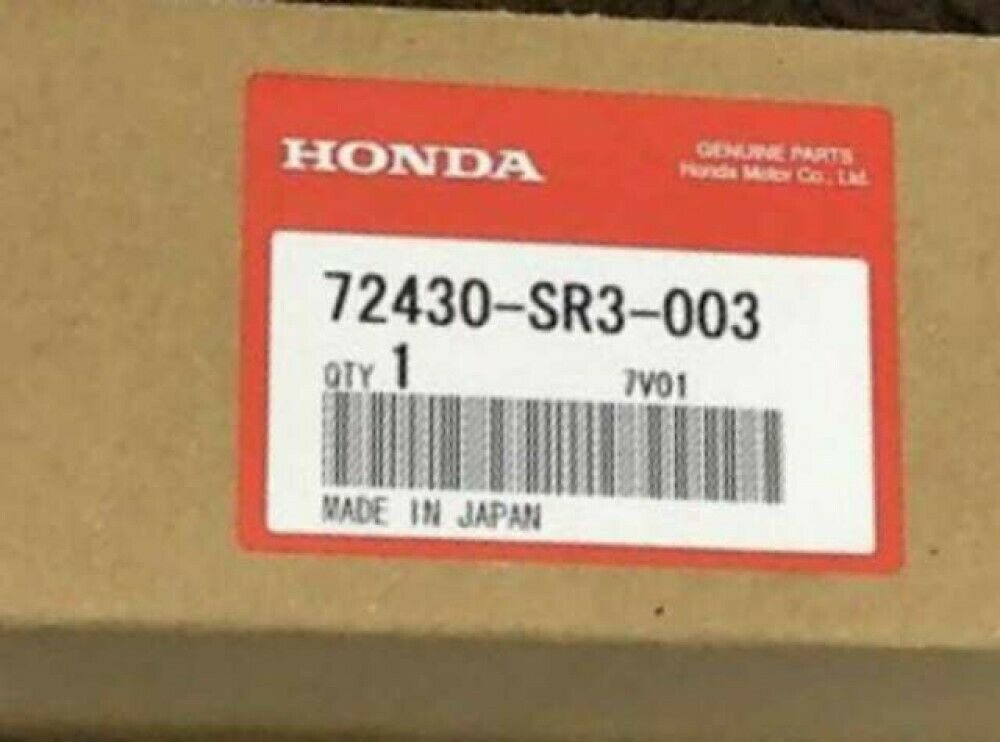 HONDA
GENUINE PARTS
Honda Motor Co., Ltd.
72430-SR3-003
QTY 1 7V01
MADE IN JAPAN